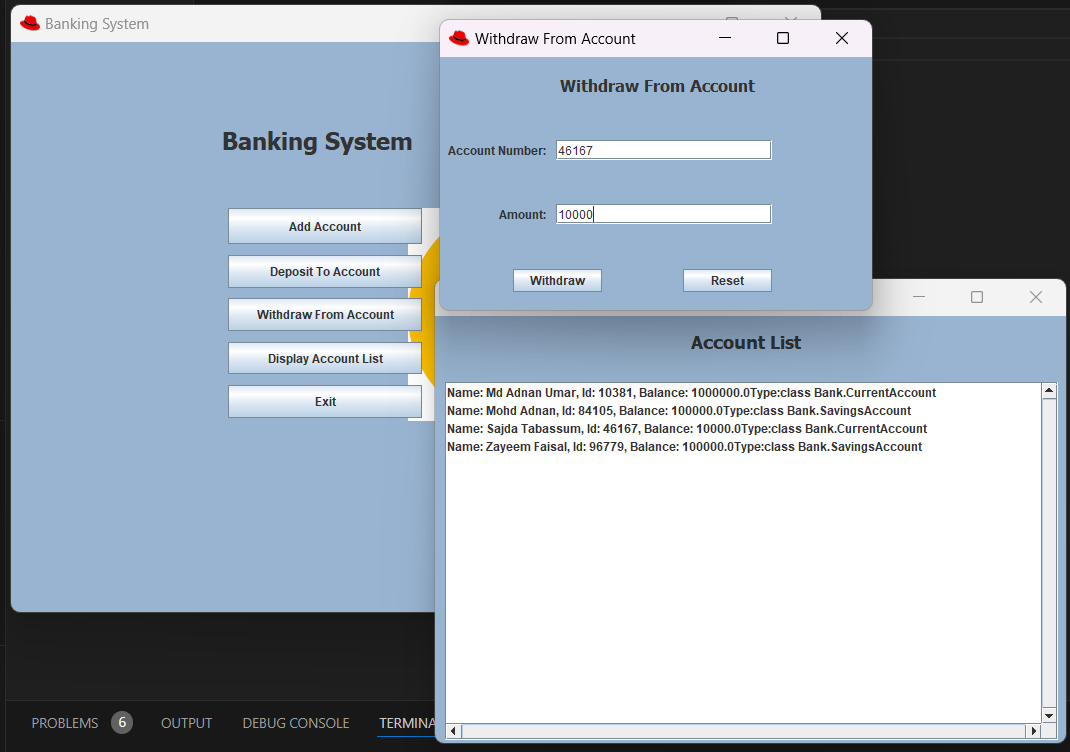 Banking System
Withdraw From Account
Withdraw From Account
Banking System
Account Number: 46167
Amount: 10000
Withdraw Reset
Add Account
Deposit To Account
Withdraw From Account
Display Account List
Exit
Account List
Name: Md Adnan Umar, Id: 10381, Balance: 1000000.0Type:class Bank.CurrentAccount
Name: Mohd Adnan, Id: 84105, Balance: 100000.0Type:class Bank.SavingsAccount
Name: Sajda Tabassum, Id: 46167, Balance: 10000.0Type:class Bank.CurrentAccount
Name: Zayeem Faisal, Id: 96779, Balance: 100000.0Type:class Bank.SavingsAccount
PROBLEMS 6 OUTPUT DEBUG CONSOLE TERMINA